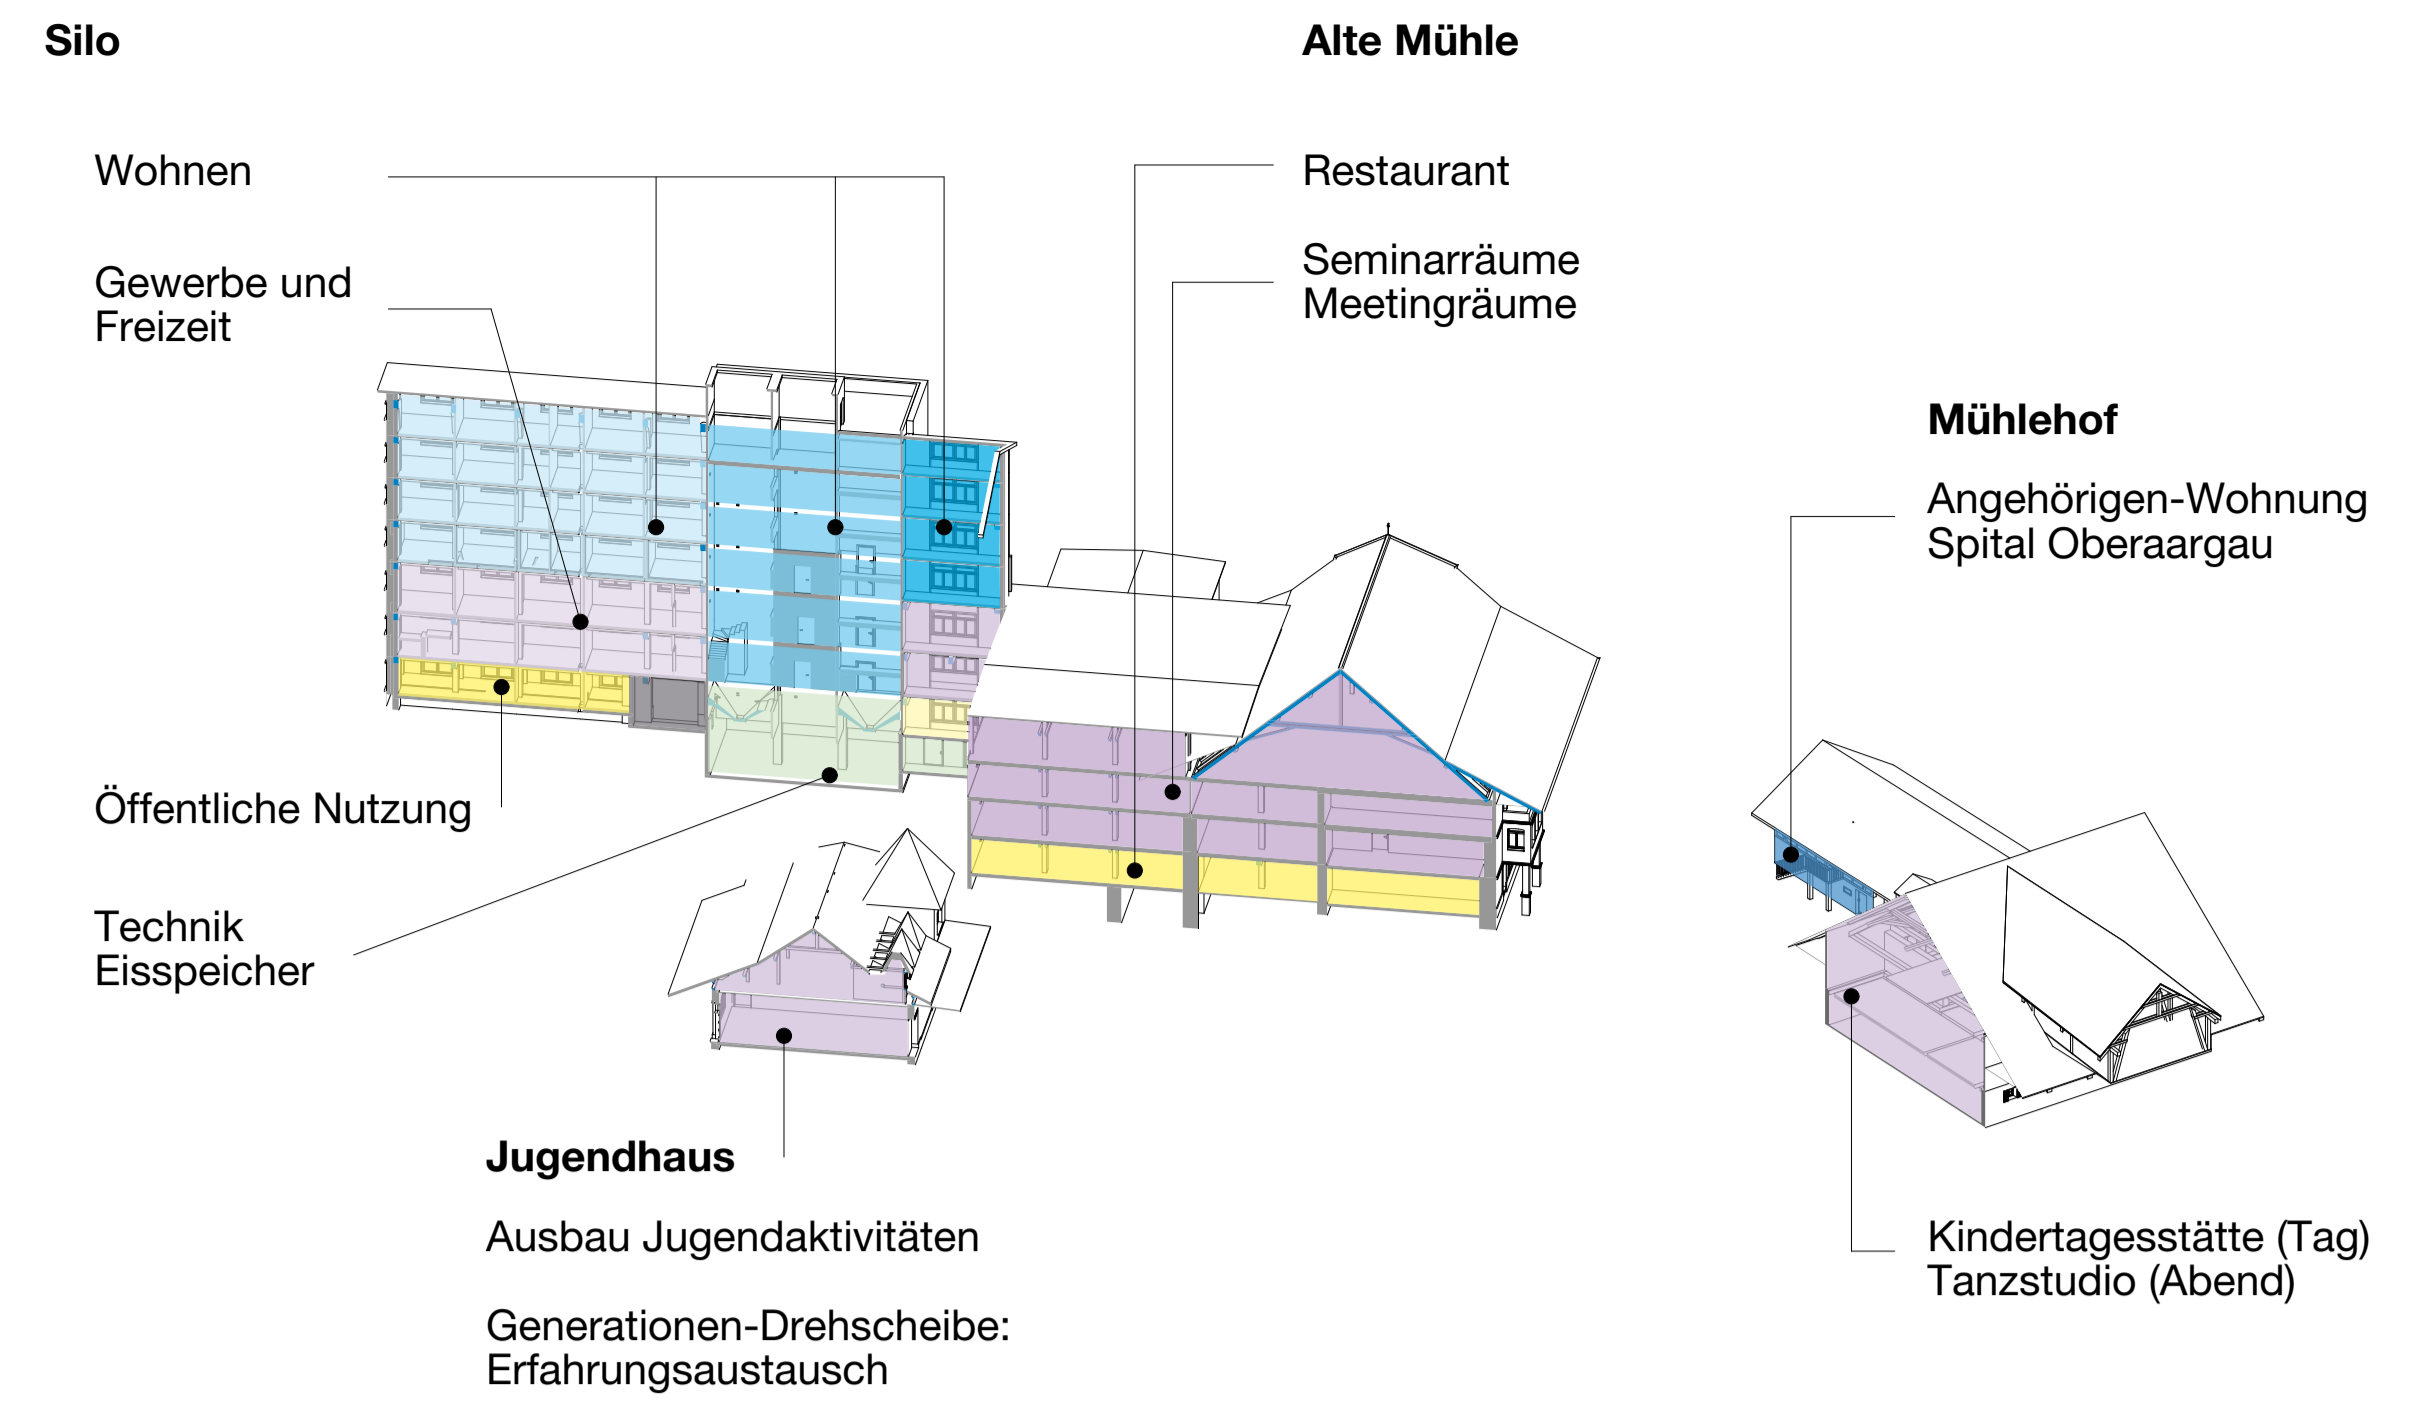 Silo
Wohnen
Gewerbe und
Freizeit
Öffentliche Nutzung
Technik
Eisspeicher
Alte Mühle
Restaurant
Seminarräume
Meetingräume
Mühlehof
Angehörigen-Wohnung
Spital Oberaargau
Kindertagesstätte (Tag)
Tanzstudio (Abend)
Jugendhaus
Ausbau Jugendaktivitäten
Generationen-Drehscheibe:
Erfahrungsaustausch